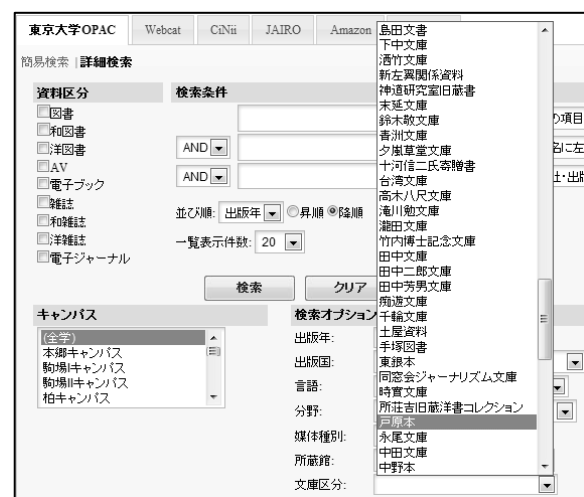 東京大学OPAC
Webcat
CiNii
JAIRO
Amazon
簡易検索 | 詳細検索
資料区分
図書
和図書
洋図書
AV
電子ブック
雑誌
和雑誌
洋雑誌
電子ジャーナル
検索条件
AND
AND
の項目
名に左
社・出版
並び順: 出版年 昇順 降順
一覧表示件数: 20
検索 クリア
キャンパス
(全学)
本郷キャンパス
駒場Iキャンパス
駒場IIキャンパス
柏キャンパス
検索オプション
出版年:
出版国:
言語:
分野:
媒体種別:
所蔵館:
文庫区分:
島田文書
下中文庫
洒竹文庫
新左翼関係資料
神道研究室旧蔵書
末延文庫
鈴木敬文庫
青洲文庫
夕嵐草堂文庫
十河信二氏寄贈書
台湾文庫
高木八尺文庫
滝川勉文庫
瀧田文庫
竹内博士記念文庫
田中文庫
田中二郎文庫
田中芳男文庫
痴遊文庫
千輪文庫
土屋資料
手塚図書
東銀本
同窓会ジャーナリズム文庫
時實文庫
所荘吉旧蔵洋書コレクション
戸原本
永尾文庫
中田文庫
中野本